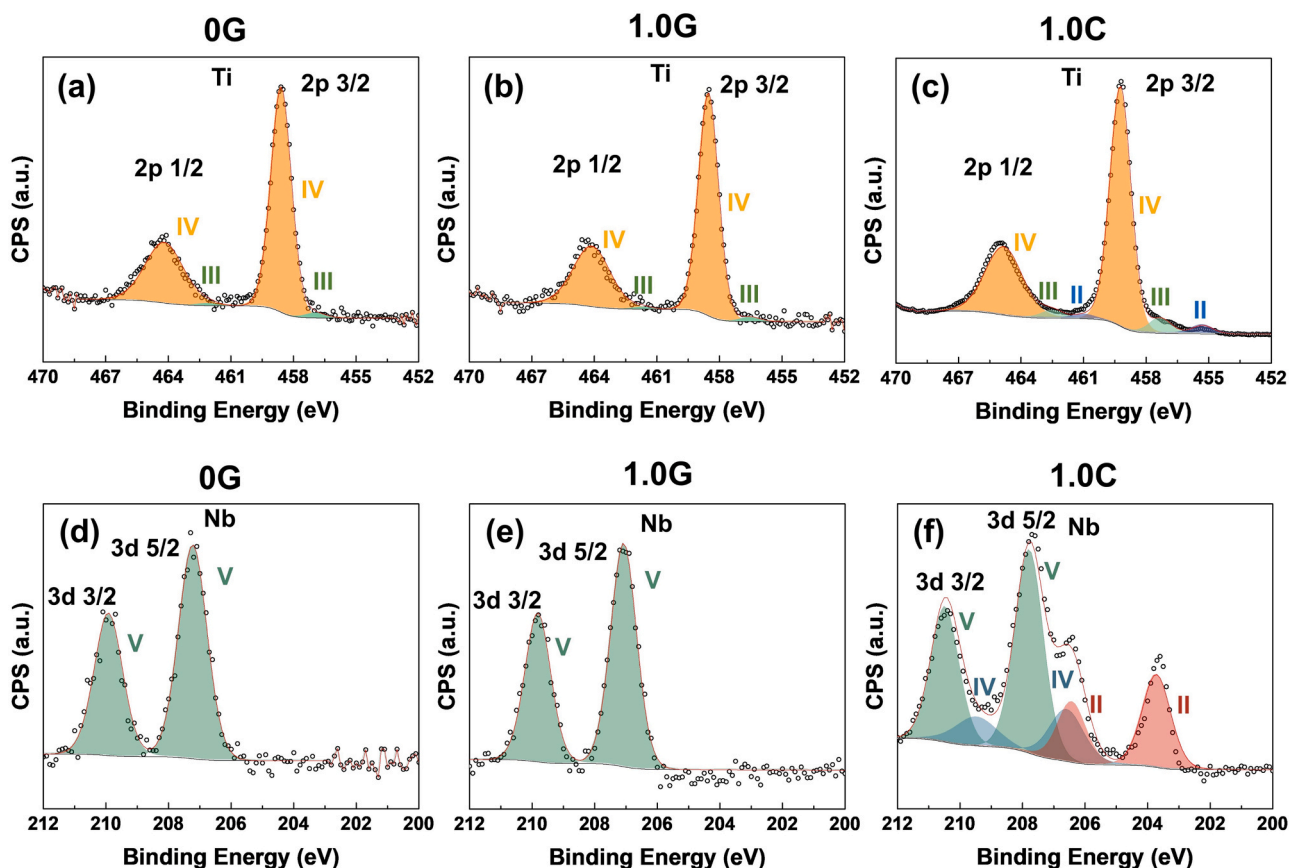 0G
1.0G
1.0C
(a)
Ti
2p 3/2
2p 1/2
IV
IV
III
III
CPS (a.u.)
470 467 464 461 458 455 452
Binding Energy (eV)
(b)
Ti
2p 3/2
2p 1/2
IV
IV
III
III
CPS (a.u.)
470 467 464 461 458 455 452
Binding Energy (eV)
(c)
Ti
2p 3/2
2p 1/2
IV
IV
III
II
III
II
CPS (a.u.)
470 467 464 461 458 455 452
Binding Energy (eV)
0G
1.0G
1.0C
(d)
Nb
3d 5/2
3d 3/2
V
V
CPS (a.u.)
212 210 208 206 204 202 200
Binding Energy (eV)
(e)
Nb
3d 5/2
3d 3/2
V
V
CPS (a.u.)
212 210 208 206 204 202 200
Binding Energy (eV)
(f)
3d 5/2
Nb
3d 3/2
V
V
IV
IV
II
II
CPS (a.u.)
212 210 208 206 204 202 200
Binding Energy (eV)